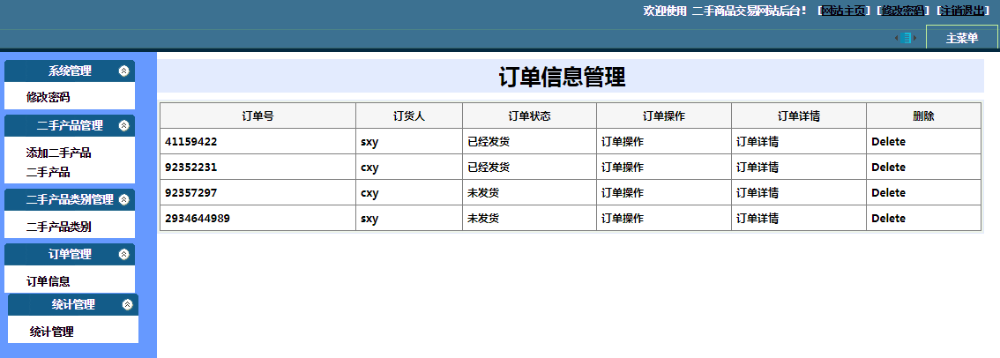 欢迎使用 二手商品交易网站后台! [网站主页] [修改密码] [注销退出]
主菜单
系统管理
修改密码
二手产品管理
添加二手产品
二手产品
二手产品类别管理
二手产品类别
订单管理
订单信息
统计管理
统计管理
订单信息管理
订单号 订货人 订单状态 订单操作 订单详情 删除
41159422 sxy 已经发货 订单操作 订单详情 Delete
92352231 cxy 已经发货 订单操作 订单详情 Delete
92357297 cxy 未发货 订单操作 订单详情 Delete
2934644989 sxy 未发货 订单操作 订单详情 Delete